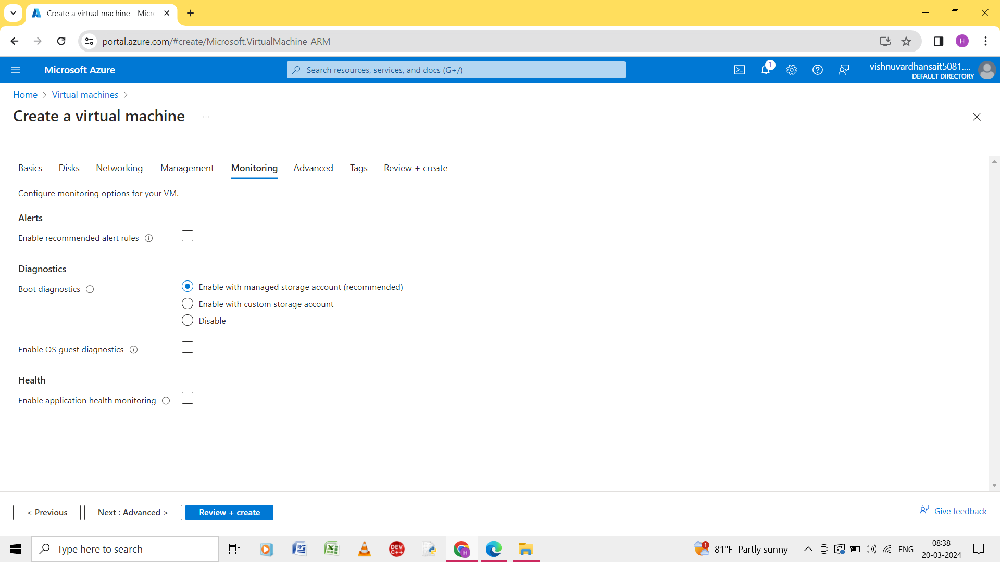 Create a virtual machine - Micro
portal.azure.com/#create/Microsoft.VirtualMachine-ARM
H
Microsoft Azure
Search resources, services, and docs (G+/)
1
vishnuvardhansait5081....
DEFAULT DIRECTORY
Home > Virtual machines >
Create a virtual machine ...
Basics Disks Networking Management Monitoring Advanced Tags Review + create
Configure monitoring options for your VM.
Alerts
Enable recommended alert rules
Diagnostics
Boot diagnostics
Enable with managed storage account (recommended)
Enable with custom storage account
Disable
Enable OS guest diagnostics
Health
Enable application health monitoring
< Previous
Next : Advanced >
Review + create
Give feedback
Type here to search
DEV C++
H
1
81°F Partly sunny
ENG
08:38
20-03-2024